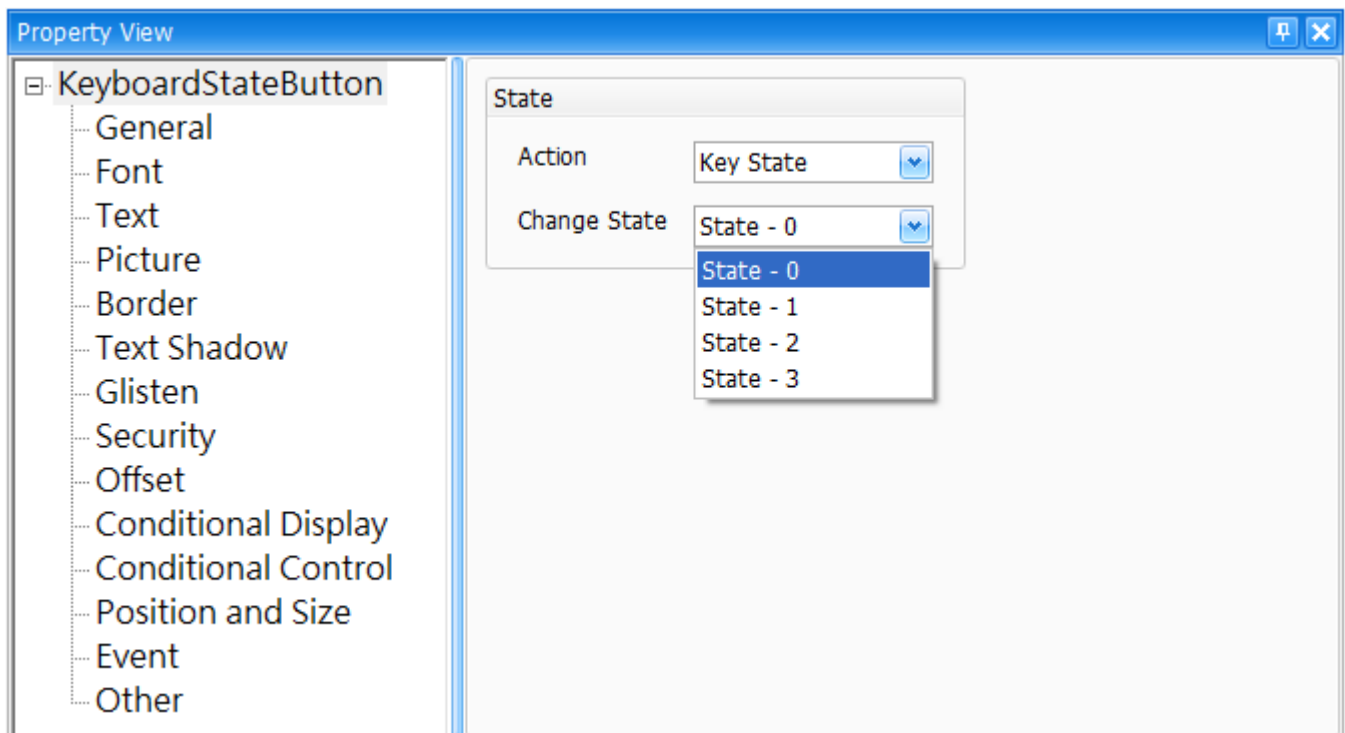 Property View
KeyboardStateButton
General
Font
Text
Picture
Border
Text Shadow
Glisten
Security
Offset
Conditional Display
Conditional Control
Position and Size
Event
Other
State
Action
Key State
Change State
State - 0
State - 0
State - 1
State - 2
State - 3